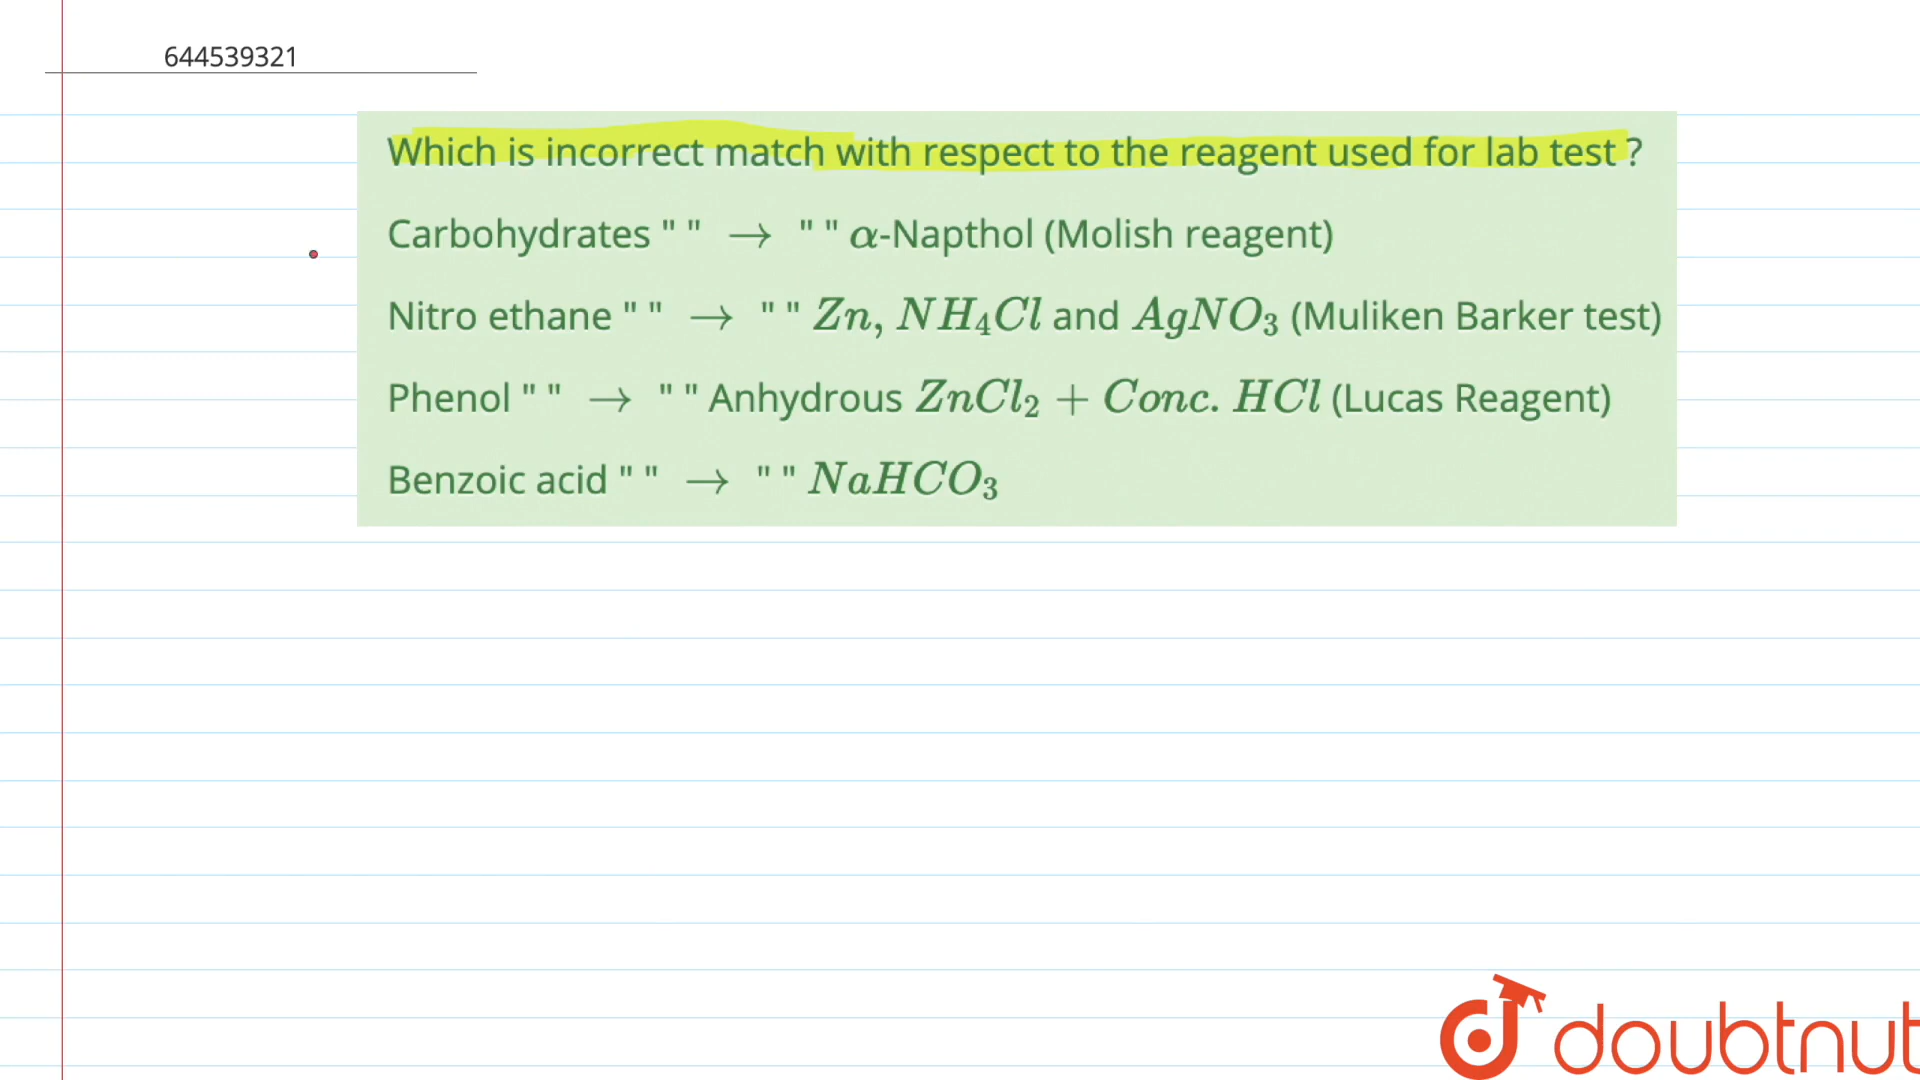 644539321
Which is incorrect match with respect to the reagent used for lab test ?
Carbohydrates " " → " " α-Napthol (Molish reagent)
Nitro ethane " " → " " Zn, NH₄Cl and AgNO₃ (Muliken Barker test)
Phenol " " → " " Anhydrous ZnCl₂ + Conc. HCl (Lucas Reagent)
Benzoic acid " " → " " NaHCO₃
doubtnut